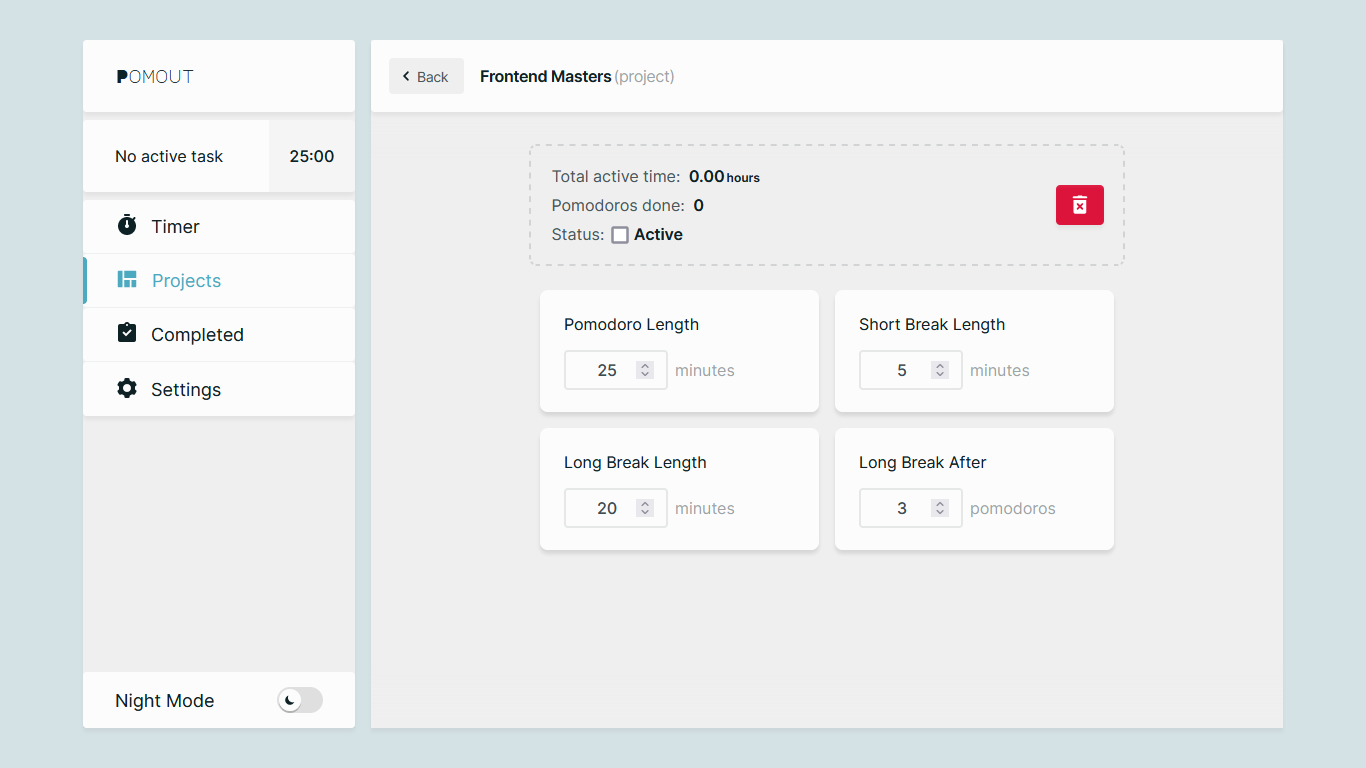 POMOUT
No active task 25:00
Timer
Projects
Completed
Settings
Night Mode
Back Frontend Masters (project)
Total active time: 0.00 hours
Pomodoros done: 0
Status: Active
Pomodoro Length
25 minutes
Short Break Length
5 minutes
Long Break Length
20 minutes
Long Break After
3 pomodoros